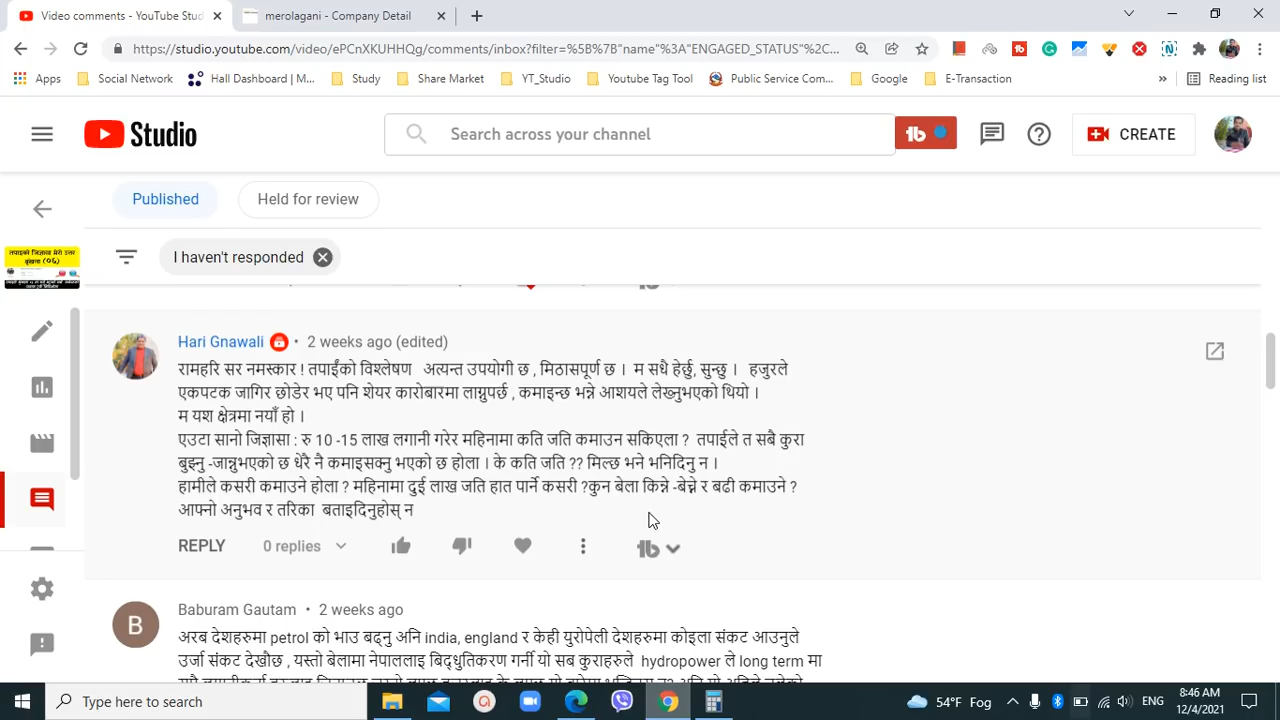 Video comments - YouTube Studio
merolagani - Company Detail
https://studio.youtube.com/video/ePCnXKUHHQg/comments/inbox?filter=%5B%7B"name"%3A"ENGAGED_STATUS"%2C...
Apps
Social Network
Hall Dashboard | M...
Study
Share Market
YT_Studio
Youtube Tag Tool
Public Service Com...
Google
E-Transaction
»
Reading list
Studio
Search across your channel
CREATE
Published
Held for review
I haven't responded
तपाइको जिज्ञासा मेरो उत्तर
Hari Gnawali • 2 weeks ago (edited)
रामहरि सर नमस्कार ! तपाईंको विश्लेषण अत्यन्त उपयोगी छ , मिठासपूर्ण छ । म सधै हेर्छु, सुन्छु । हजुरले
एकपटक जागिर छोडेर भए पनि शेयर कारोबारमा लाग्नुपर्छ , कमाइन्छ भन्ने आशयले लेख्नुभएको थियो ।
म यश क्षेत्रमा नयाँ हो ।
एउटा सानो जिज्ञासा : रु 10 -15 लाख लगानी गरेर महिनामा कति जति कमाउन सकिएला ? तपाईले त सबै कुरा
बुझ्नु -जान्नुभएको छ धेरै नै कमाइसक्नु भएको छ होला । के कति जति ?? मिल्छ भने भनिदिनु न ।
हामीले कसरी कमाउने होला ? महिनामा दुई लाख जति हात पार्ने कसरी ?कुन बेला किन्ने -बेच्ने र बढी कमाउने ?
आफ्नो अनुभव र तरिका बताइदिनुहोस् न
REPLY
0 replies
B
Baburam Gautam • 2 weeks ago
अरब देशहरुमा petrol को भाउ बढ्नु अनि india, england र केही युरोपेली देशहरुमा कोइला संकट आउनुले
उर्जा संकट देखीछ , यस्तो बेलामा नेपाललाइ बिद्धुतिकरण गर्नी यो सब कुराहरुले hydropower ले long term मा
Type here to search
54°F Fog
ENG
8:46 AM
12/4/2021